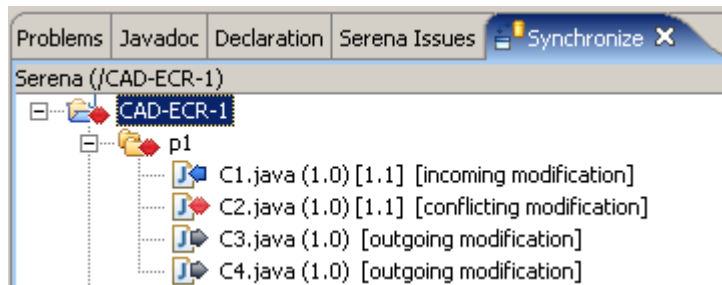 Problems Javadoc Declaration Serena Issues Synchronize
Serena (/CAD-ECR-1)
CAD-ECR-1
p1
C1.java (1.0) [1.1] [incoming modification]
C2.java (1.0) [1.1] [conflicting modification]
C3.java (1.0) [outgoing modification]
C4.java (1.0) [outgoing modification]